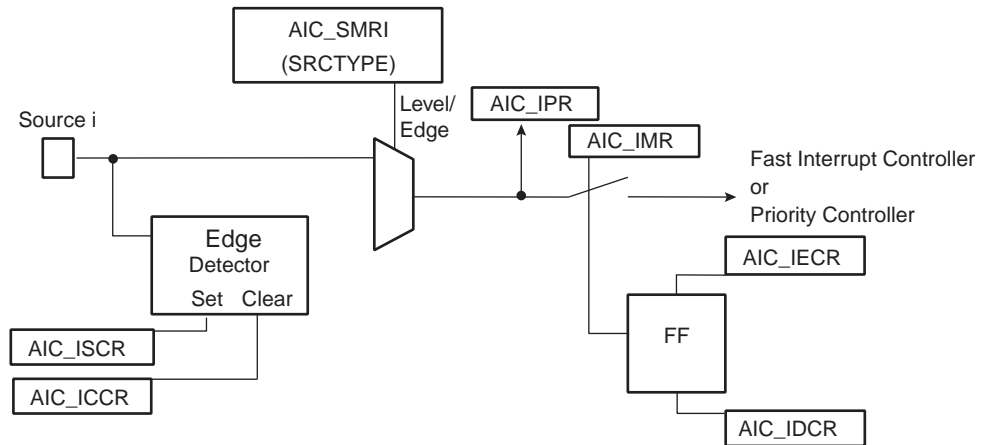 AIC_SMRI
(SRCTYPE)
Source i
Level/
Edge
AIC_IPR
AIC_IMR
Fast Interrupt Controller
or
Priority Controller
Edge
Detector
Set Clear
AIC_IECR
FF
AIC_ISCR
AIC_ICCR
AIC_IDCR